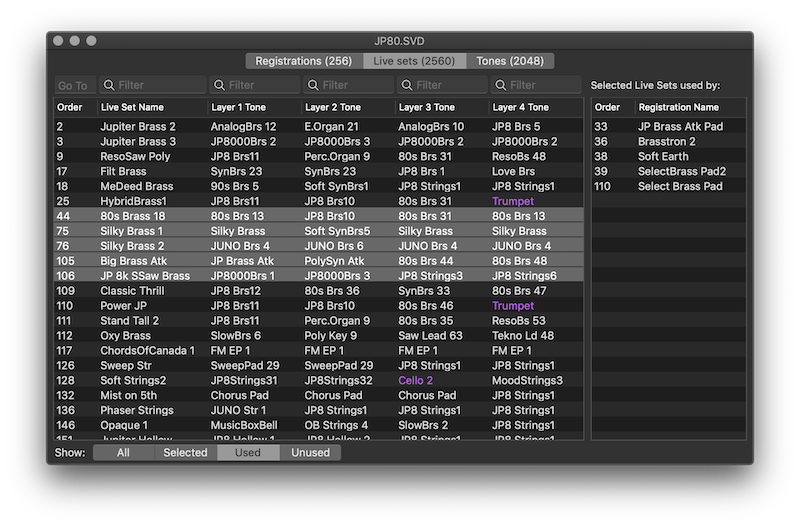 JP80.SVD
Registrations (256) Live sets (2560) Tones (2048)
Go To Filter Filter Filter Filter Filter Selected Live Sets used by:
Order Live Set Name Layer 1 Tone Layer 2 Tone Layer 3 Tone Layer 4 Tone Order Registration Name
2 Jupiter Brass 2 AnalogBrs 12 E.Organ 21 AnalogBrs 10 JP8 Brs 5 33 JP Brass Atk Pad
3 Jupiter Brass 3 JP8000Brs 2 JP8000Brs 3 JP8000Brs 2 JP8000Brs 2 36 Brasstron 2
9 ResoSaw Poly JP8 Brs11 Perc.Organ 9 80s Brs 31 ResoBs 48 38 Soft Earth
17 Filt Brass SynBrs 23 SynBrs 23 JP8 Brs 1 Love Brs 39 SelectBrass Pad2
18 MeDeed Brass 90s Brs 5 Soft SynBrs1 JP8 Strings1 JP8 Strings1 110 Select Brass Pad
25 HybridBrass1 JP8 Brs11 JP8 Brs10 80s Brs 31 Trumpet
44 80s Brass 18 80s Brs 13 JP8 Brs10 80s Brs 31 80s Brs 13
75 Silky Brass 1 Silky Brass Soft SynBrs5 Silky Brass Silky Brass
76 Silky Brass 2 JUNO Brs 4 JUNO Brs 6 JUNO Brs 4 JUNO Brs 4
105 Big Brass Atk JP Brass Atk PolySyn Atk 80s Brs 44 80s Brs 48
106 JP 8k SSaw Brass JP8000Brs 1 JP8000Brs 3 JP8 Strings3 JP8 Strings6
109 Classic Thrill JP8 Brs12 80s Brs 36 SynBrs 33 80s Brs 47
110 Power JP JP8 Brs11 JP8 Brs10 80s Brs 46 Trumpet
111 Stand Tall 2 JP8 Brs11 Perc.Organ 9 80s Brs 35 ResoBs 53
112 Oxy Brass SlowBrs 6 Poly Key 9 Saw Lead 63 Tekno Ld 48
117 ChordsOfCanada 1 FM EP 1 FM EP 1 FM EP 1 FM EP 1
126 Sweep Str SweepPad 29 SweepPad 29 JP8 Strings1 JP8 Strings1
128 Soft Strings2 JP8Strings31 JP8Strings32 Cello 2 MoodStrings3
132 Mist on 5th Chorus Pad Chorus Pad Chorus Pad JP8 Strings1
136 Phaser Strings JUNO Str 1 JP8 Strings1 JP8 Strings1 JP8 Strings1
146 Opaque 1 MusicBoxBell OB Strings 4 SlowBrs 2 JP8 Strings1
151 Jupiter Hollow JP8 Hollow 1 JP8 Hollow 2 JP8 Strings1 JP8 Strings1
Show: All Selected Used Unused